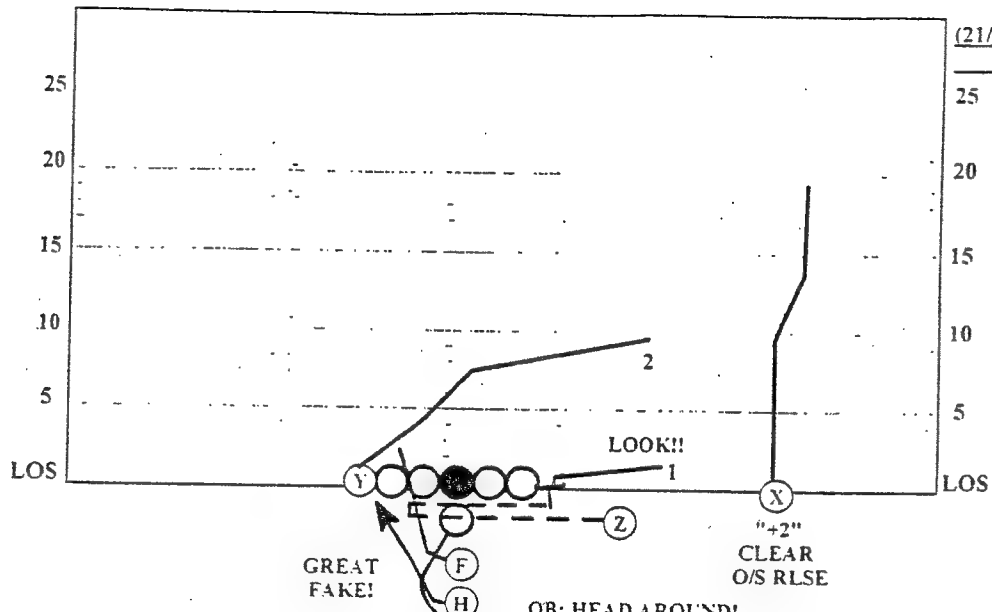 (21/
25
25
20
20
15
15
10
10
2
5
5
LOOK!!
1
LOS
Y
X
LOS
Z
"+2"
CLEAR
O/S RLSE
GREAT
FAKE!
F
H
QB: HEAD AROUND!